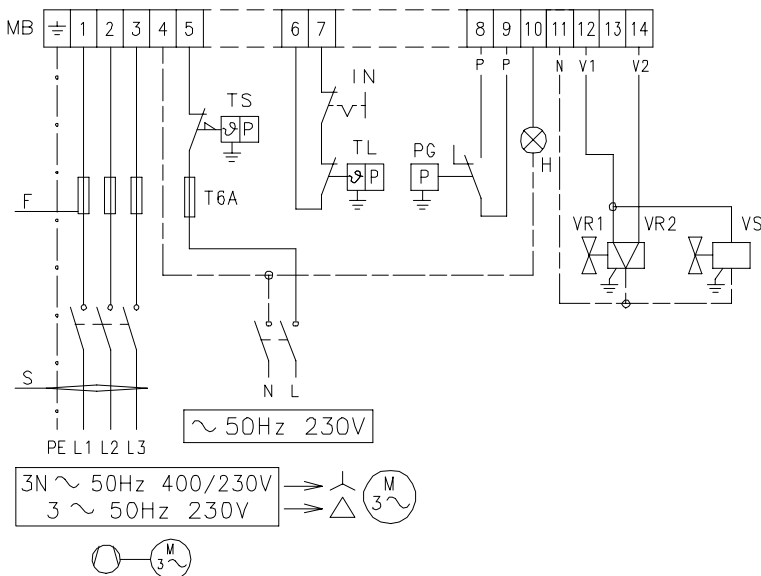 MB 1 2 3 4 5 6 7 8 9 10 11 12 13 14
P P N V1 V2
IN
TS
ϑ P
TL
ϑ P
PG
P
H
F
T6A
VR1 VR2 VS
S
N L
~ 50Hz 230V
PE L1 L2 L3
3N ~ 50Hz 400/230V
3 ~ 50Hz 230V
M
3~
M
3~